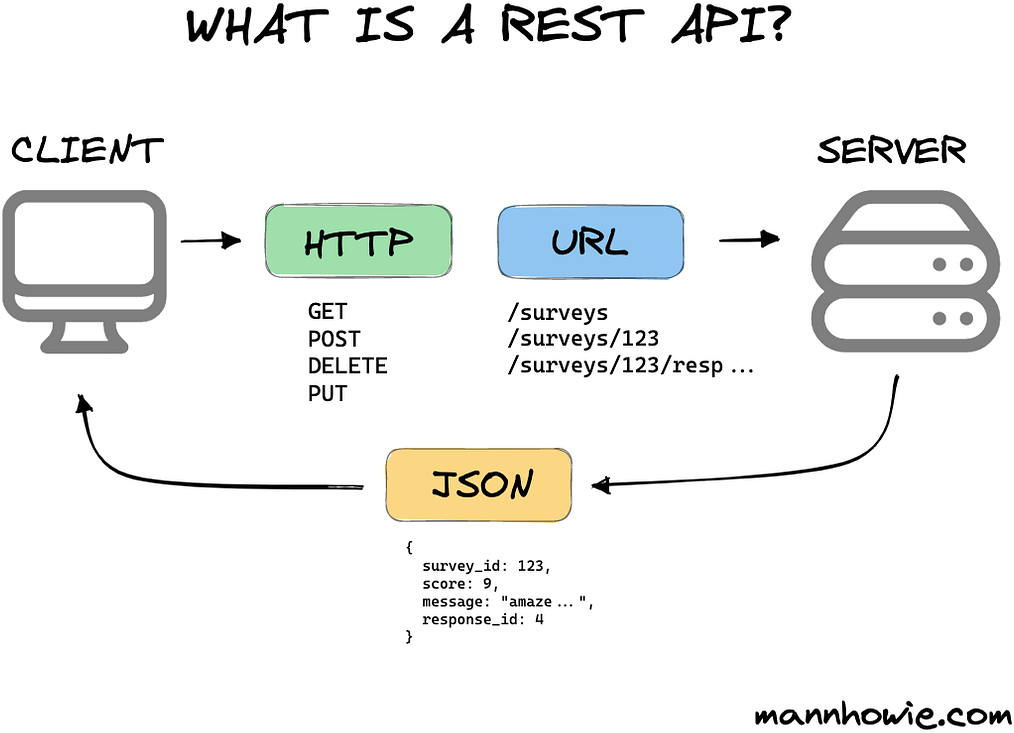 WHAT IS A REST API?
CLIENT
SERVER
HTTP
URL
GET
POST
DELETE
PUT
/surveys
/surveys/123
/surveys/123/resp...
JSON
{
survey_id: 123,
score: 9,
message: "amaze...",
response_id: 4
}
mannhowie.com